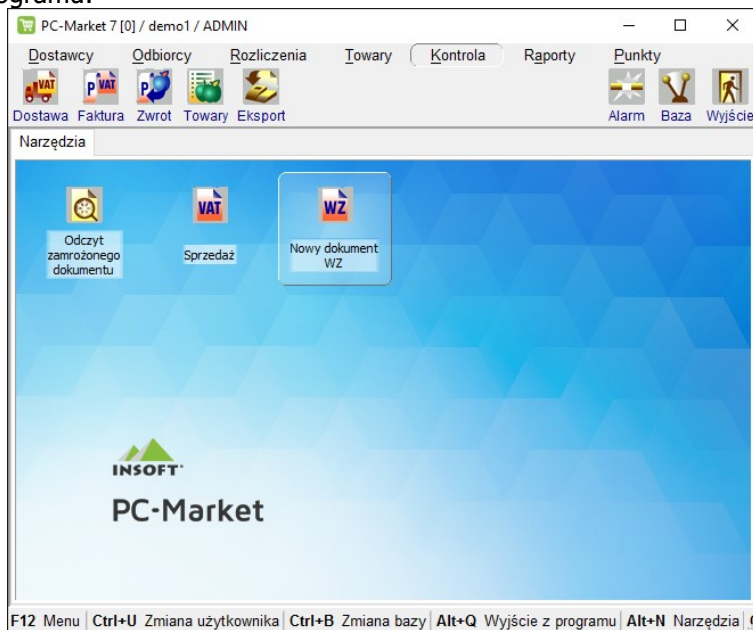 ograma.
PC-Market 7 [0] / demo1 / ADMIN
Dostawcy Odbiorcy Rozliczenia Towary Kontrola Raporty Punkty
VAT P VAT P
Dostawa Faktura Zwrot Towary Eksport Alarm Baza Wyjście
Narzędzia
VAT WZ
Odczyt
zamrożonego
dokumentu
Sprzedaż
Nowy dokument
WZ
INSOFT
PC-Market
F12 Menu Ctrl+U Zmiana użytkownika Ctrl+B Zmiana bazy Alt+Q Wyjście z programu Alt+N Narzędzia